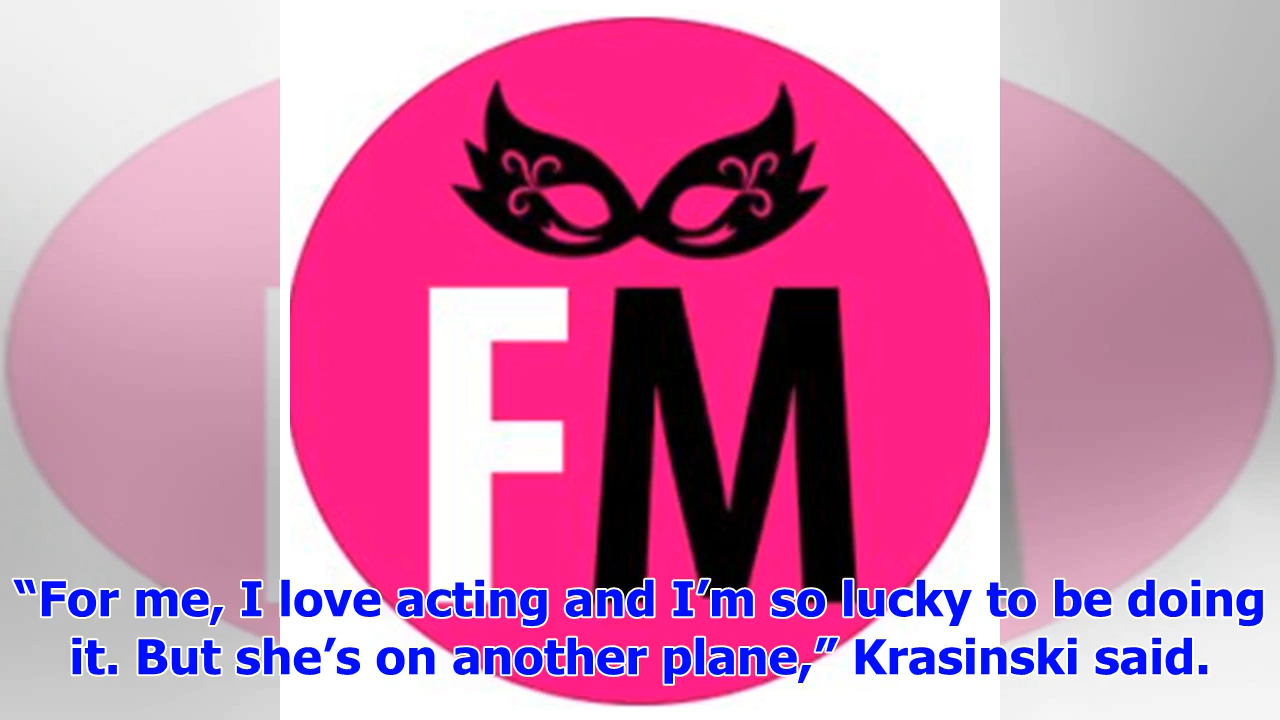 FM
“For me, I love acting and I’m so lucky to be doing
it. But she’s on another plane,” Krasinski said.